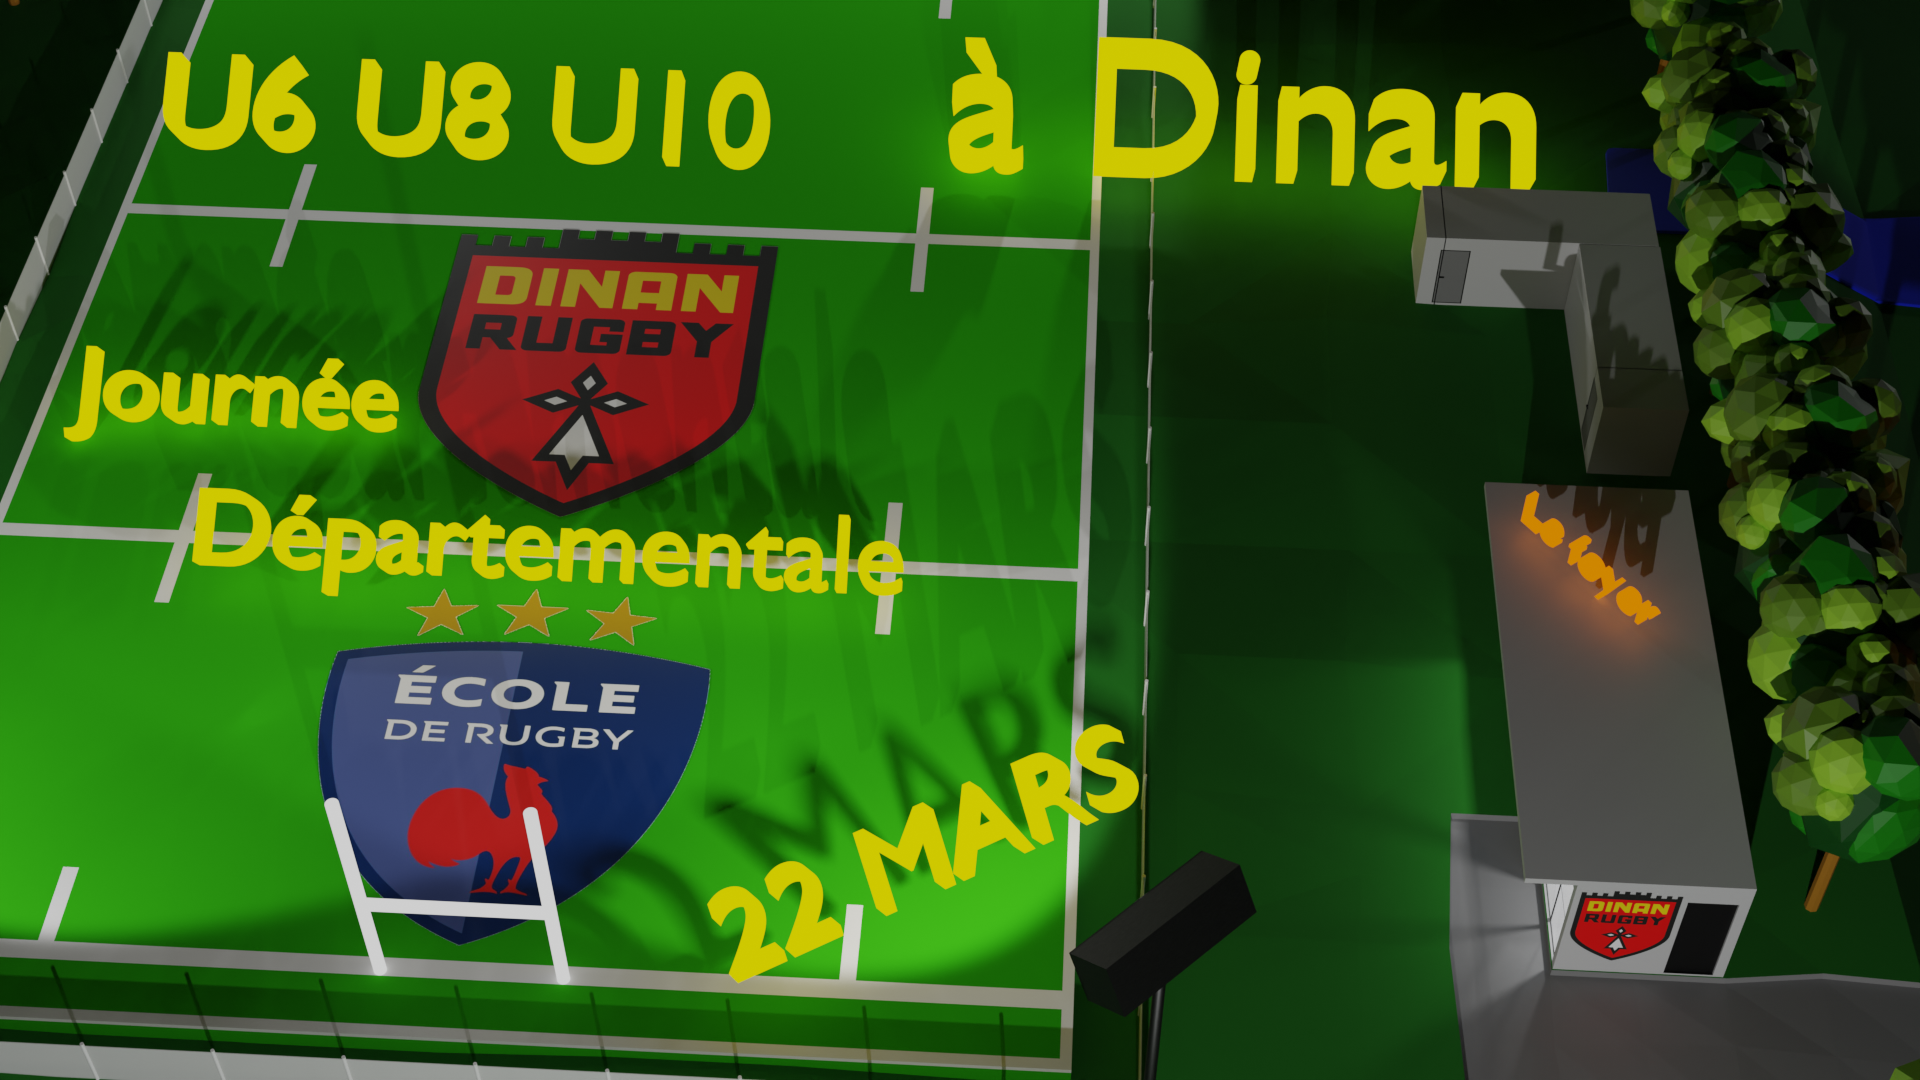 U6 U8 U10 à Dinan
DINAN
RUGBY
Journée
Départementale
Le foyer
ÉCOLE
DE RUGBY
22 MARS
DINAN
RUGBY